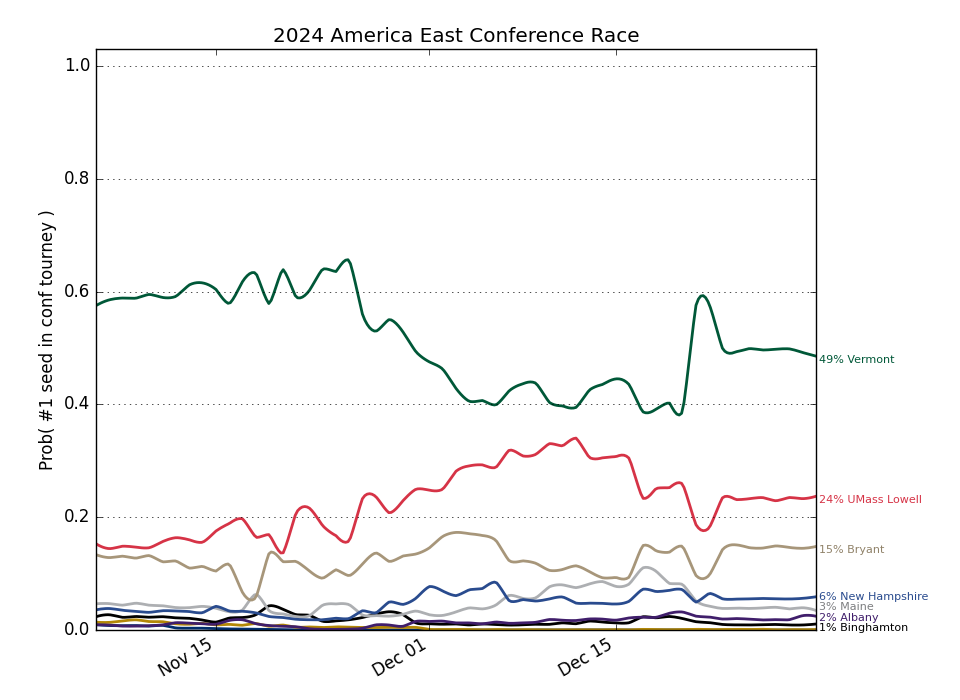 2024 America East Conference Race
Prob( #1 seed in conf tourney )
1.0
0.8
0.6
0.4
0.2
0.0
Nov 15
Dec 01
Dec 15
49% Vermont
24% UMass Lowell
15% Bryant
6% New Hampshire
3% Maine
2% Albany
1% Binghamton